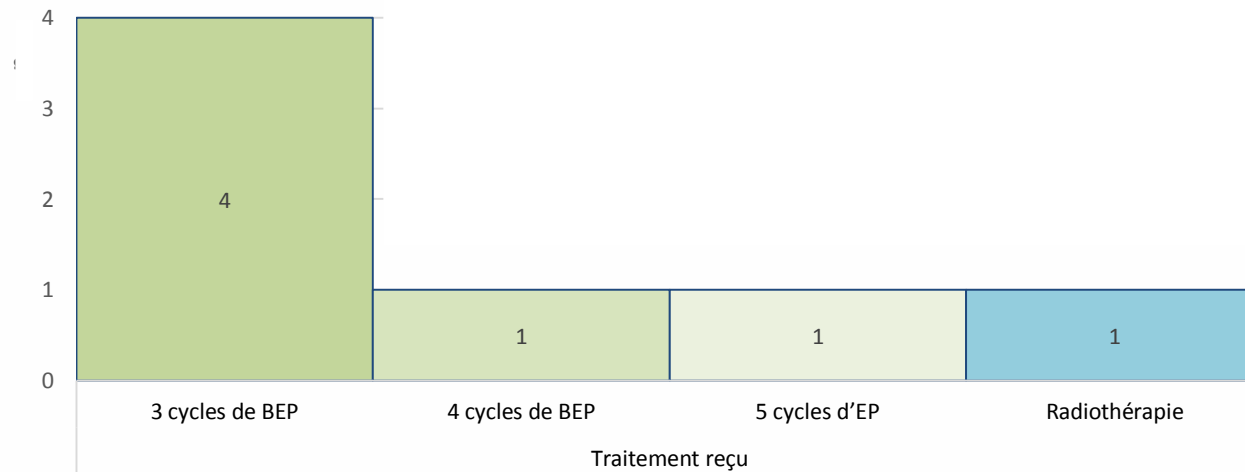 4
3
2
1
0
4
1
1
1
3 cycles de BEP
4 cycles de BEP
5 cycles d’EP
Radiothérapie
Traitement reçu